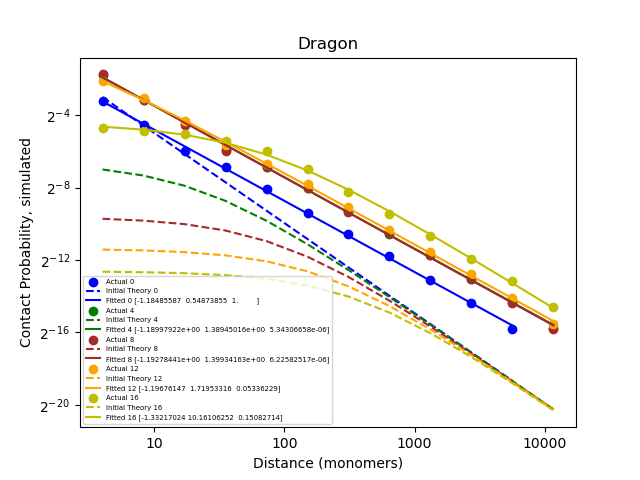 Dragon
Contact Probability, simulated
2^-4
2^-8
2^-12
2^-16
2^-20
Actual 0
Initial Theory 0
Fitted 0 [-1.18485587 0.54873855 1. ]
Actual 4
Initial Theory 4
Fitted 4 [-1.18997922e+00 1.38945016e+00 5.34306658e-06]
Actual 8
Initial Theory 8
Fitted 8 [-1.19278441e+00 1.39934163e+00 6.22582517e-06]
Actual 12
Initial Theory 12
Fitted 12 [-1.19676147 1.71953316 0.05336229]
Actual 16
Initial Theory 16
Fitted 16 [-1.33217024 10.16106252 0.15082714]
10 100 1000 10000
Distance (monomers)